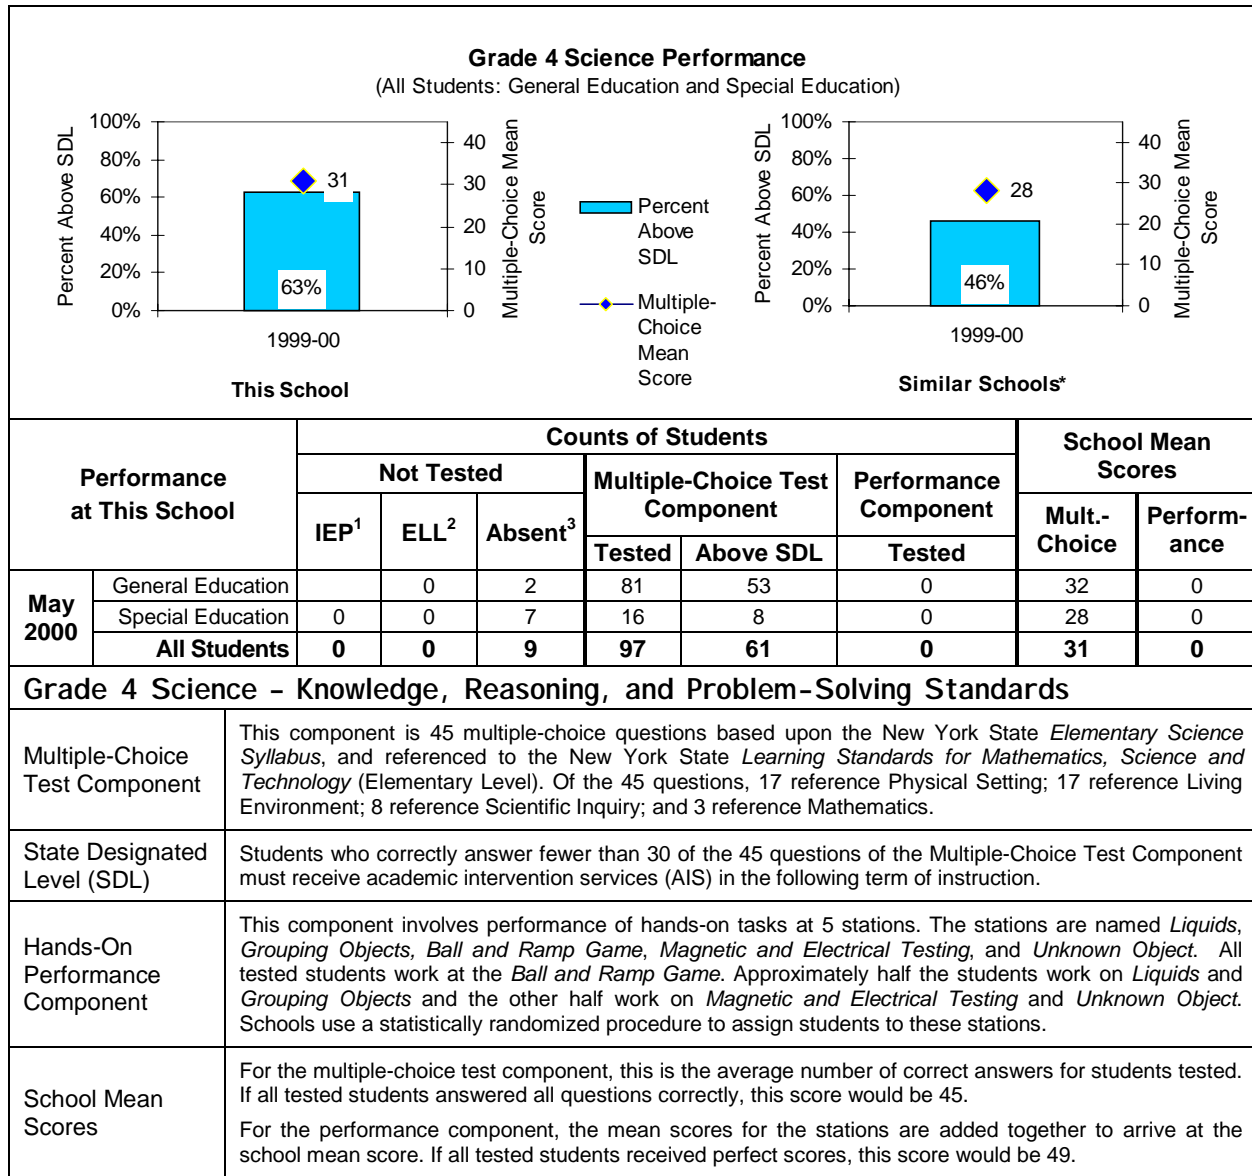 Grade 4 Science Performance
(All Students: General Education and Special Education)
Percent Above SDL
100%
80%
60%
40%
20%
0%
31
63%
40
30
20
10
0
Multiple-Choice Mean
Score
1999-00
This School
Percent
Above
SDL
Multiple-
Choice
Mean
Score
Percent Above SDL
100%
80%
60%
40%
20%
0%
28
46%
40
30
20
10
0
Multiple-Choice Mean
Score
1999-00
Similar Schools*
Performance
at This School
Counts of Students
School Mean
Scores
Not Tested
Multiple-Choice Test
Component
Performance
Component
IEP1 ELL2 Absent3
Tested Above SDL Tested
Mult.-
Choice
Perform-
ance
May
2000
General Education 0 2 81 53 0 32 0
Special Education 0 0 7 16 8 0 28 0
All Students 0 0 9 97 61 0 31 0
Grade 4 Science – Knowledge, Reasoning, and Problem-Solving Standards
Multiple-Choice
Test Component
This component is 45 multiple-choice questions based upon the New York State Elementary Science
Syllabus, and referenced to the New York State Learning Standards for Mathematics, Science and
Technology (Elementary Level). Of the 45 questions, 17 reference Physical Setting; 17 reference Living
Environment; 8 reference Scientific Inquiry; and 3 reference Mathematics.
State Designated
Level (SDL)
Students who correctly answer fewer than 30 of the 45 questions of the Multiple-Choice Test Component
must receive academic intervention services (AIS) in the following term of instruction.
Hands-On
Performance
Component
This component involves performance of hands-on tasks at 5 stations. The stations are named Liquids,
Grouping Objects, Ball and Ramp Game, Magnetic and Electrical Testing, and Unknown Object. All
tested students work at the Ball and Ramp Game. Approximately half the students work on Liquids and
Grouping Objects and the other half work on Magnetic and Electrical Testing and Unknown Object.
Schools use a statistically randomized procedure to assign students to these stations.
School Mean
Scores
For the multiple-choice test component, this is the average number of correct answers for students tested.
If all tested students answered all questions correctly, this score would be 45.
For the performance component, the mean scores for the stations are added together to arrive at the
school mean score. If all tested students received perfect scores, this score would be 49.